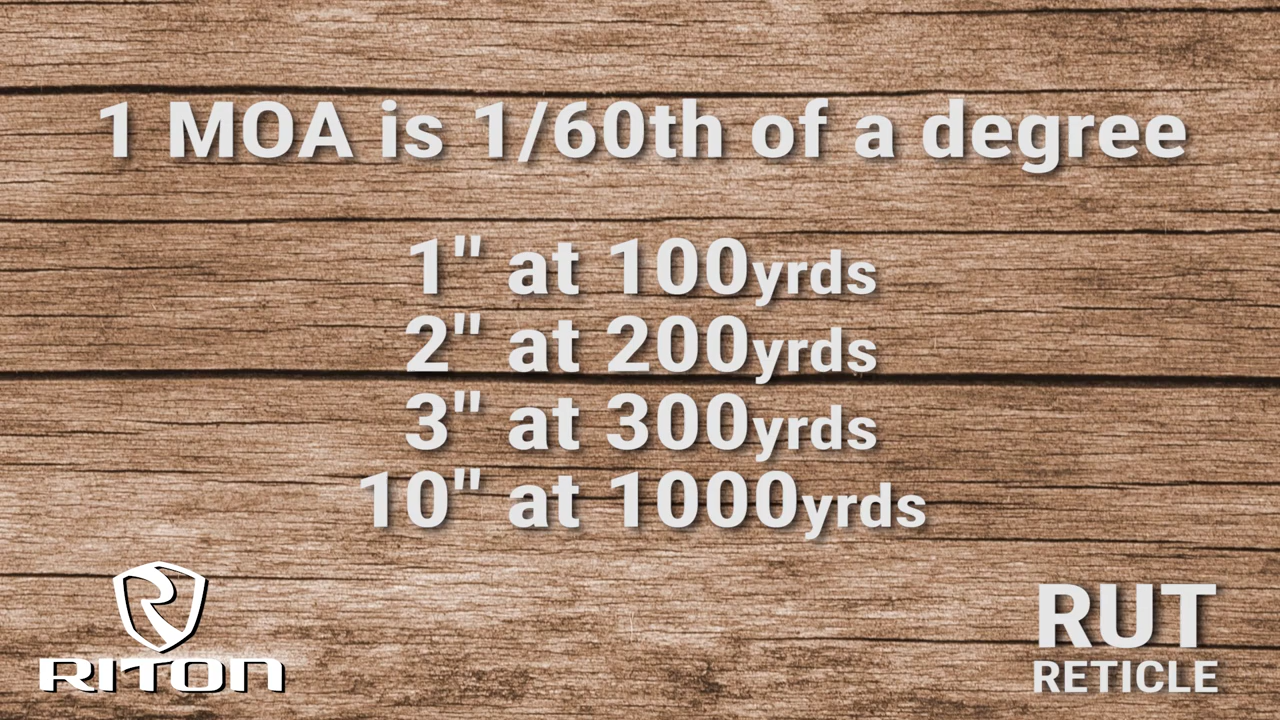 1 MOA is 1/60th of a degree
1" at 100yrds
2" at 200yrds
3" at 300yrds
10" at 1000yrds
RITON
RUT
RETICLE